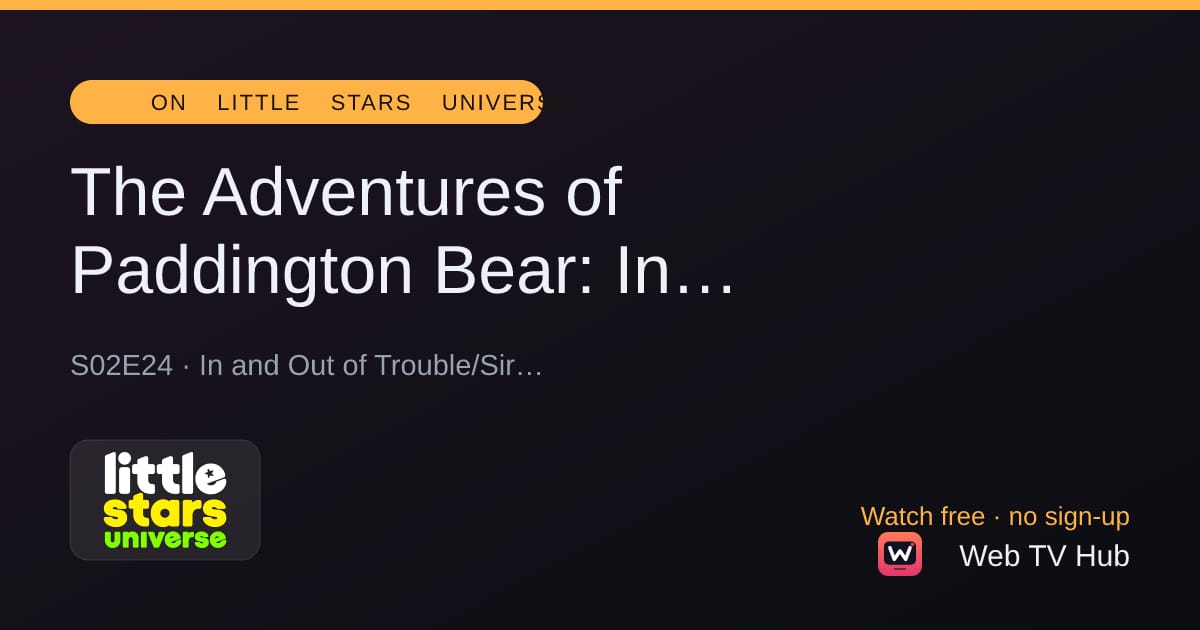 ON LITTLE STARS UNIVERSE
The Adventures of
Paddington Bear: In…
S02E24 · In and Out of Trouble/Sir…
little
stars
universe
Watch free · no sign-up
W
Web TV Hub